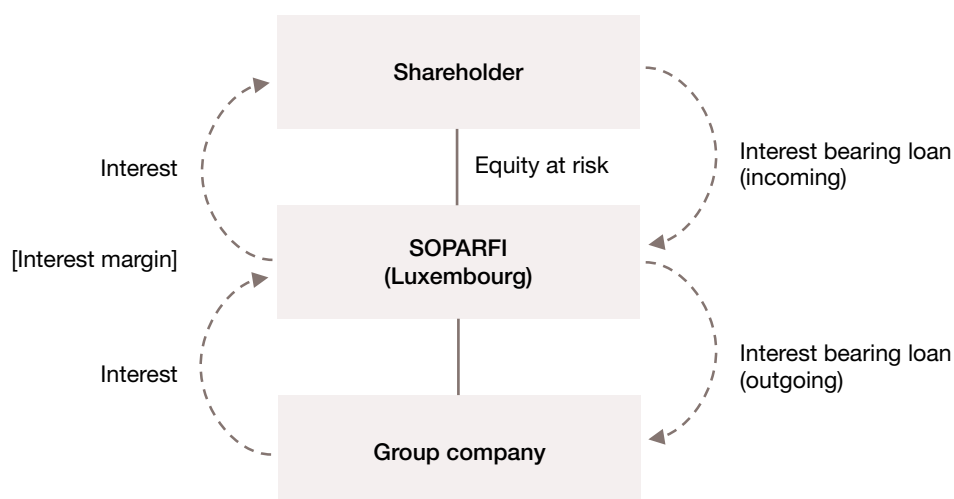 Shareholder
Interest
Equity at risk
Interest bearing loan
(incoming)
SOPARFI
(Luxembourg)
[Interest margin]
Interest
Interest bearing loan
(outgoing)
Group company